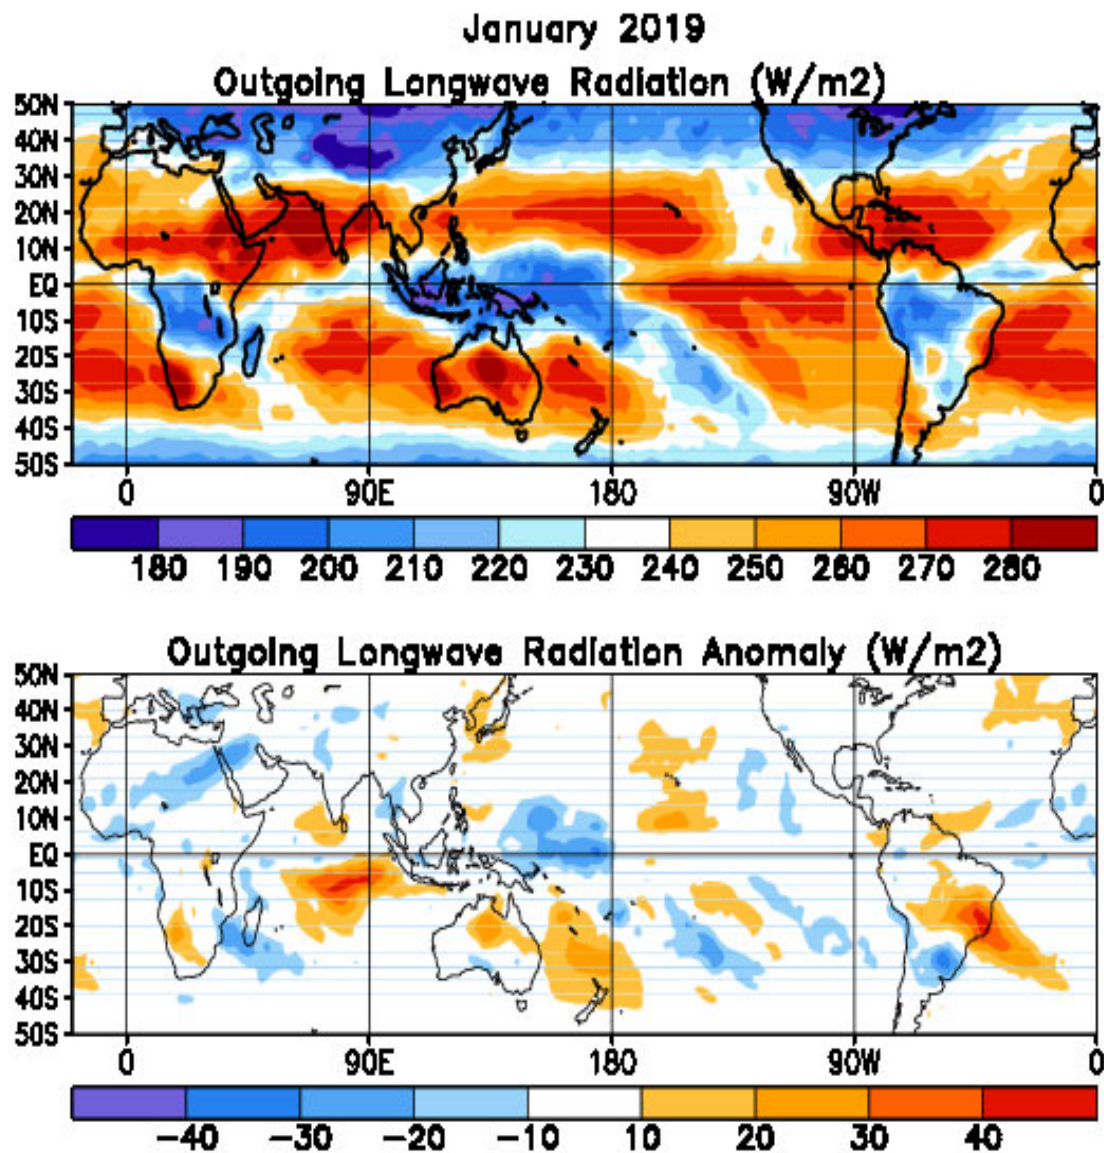 January 2019
Outgoing Longwave Radiation (W/m2)
50N
40N
30N
20N
10N
EQ
10S
20S
30S
40S
50S
0 90E 180 90W 0
180 190 200 210 220 230 240 250 260 270 280
Outgoing Longwave Radiation Anomaly (W/m2)
50N
40N
30N
20N
10N
EQ
10S
20S
30S
40S
50S
0 90E 180 90W 0
-40 -30 -20 -10 10 20 30 40